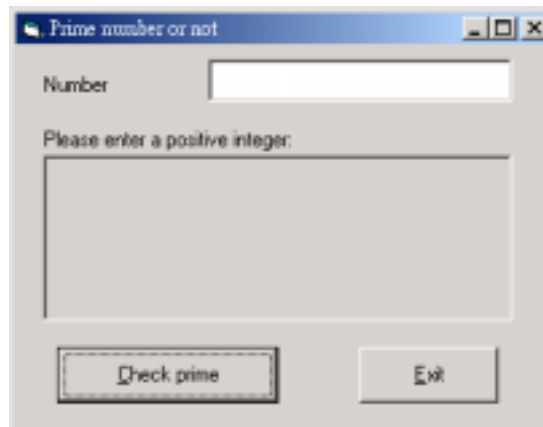 Prime number or not
Number
Please enter a positive integer:
Check prime
Exit